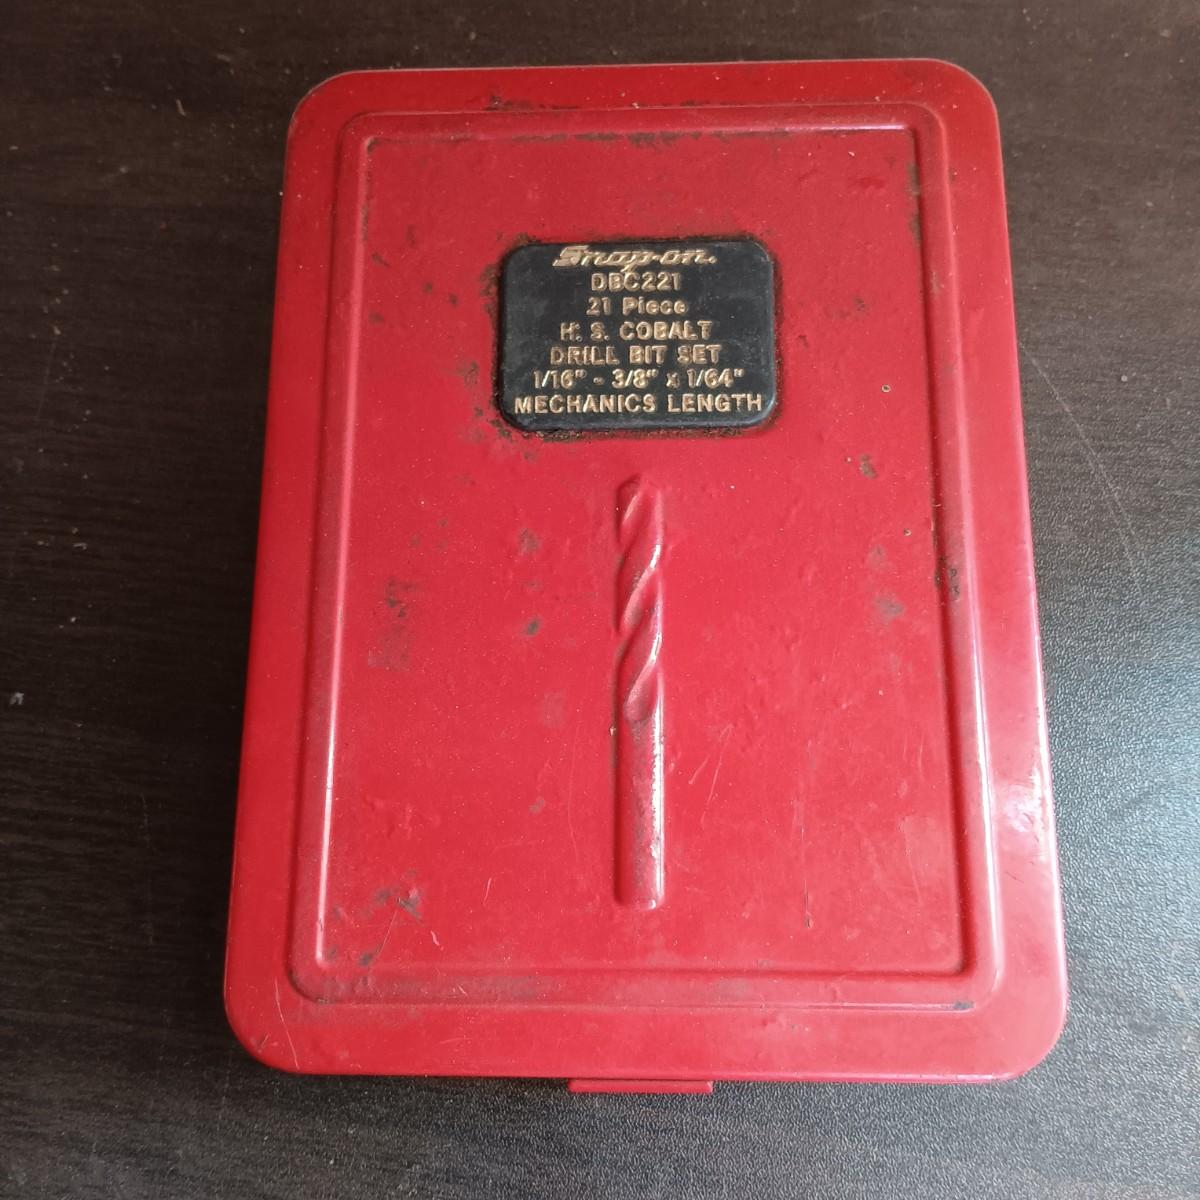 Snap-on.
DBC221
21 Piece
H. S. COBALT
DRILL BIT SET
1/16" - 3/8" x 1/64"
MECHANICS LENGTH